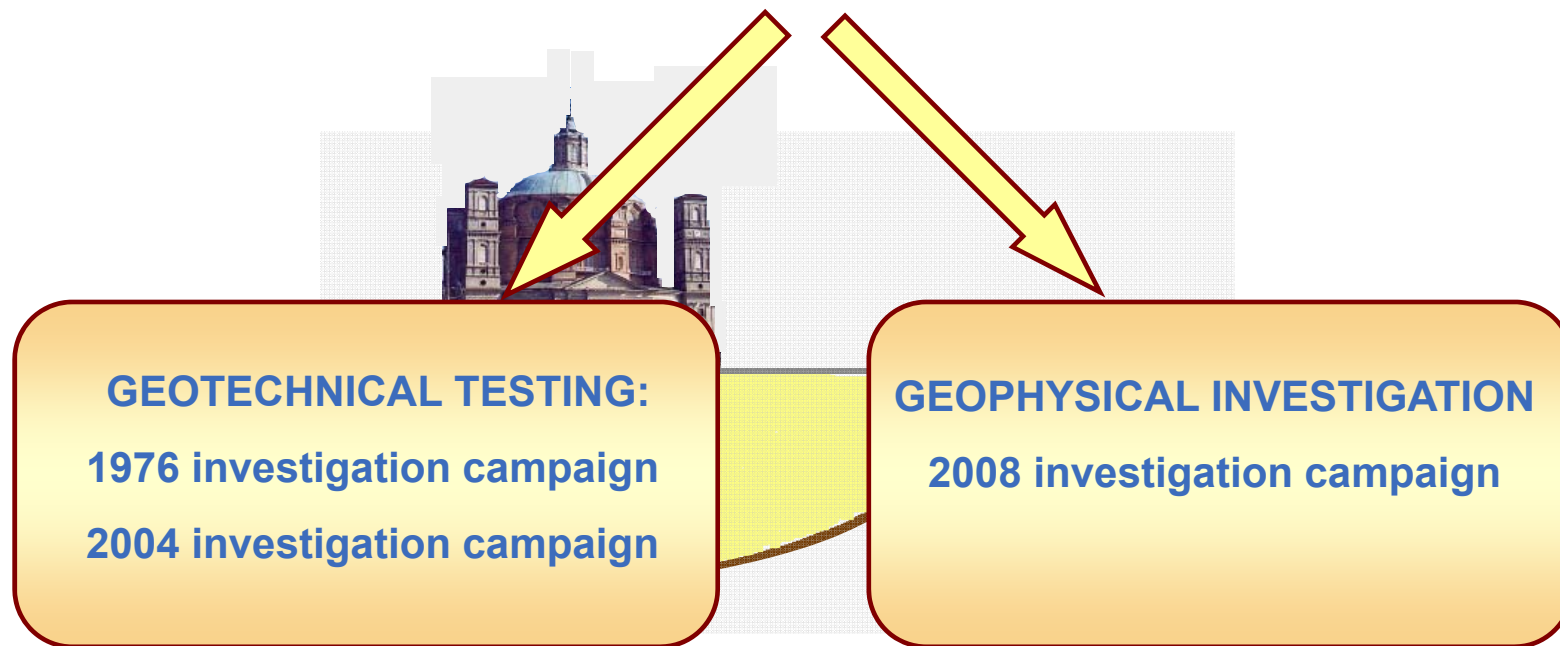 GEOTECHNICAL TESTING:
1976 investigation campaign
2004 investigation campaign
GEOPHYSICAL INVESTIGATION
2008 investigation campaign